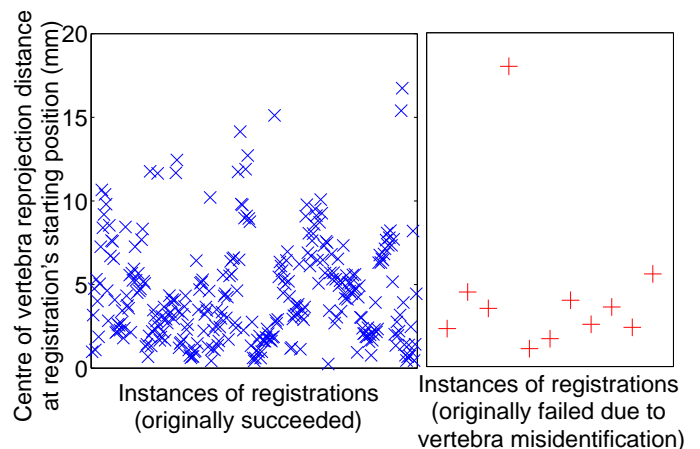 Centre of vertebra reprojection distance
at registration's starting position (mm)
20
15
10
5
0
Instances of registrations
(originally succeeded)
Instances of registrations
(originally failed due to
vertebra misidentification)